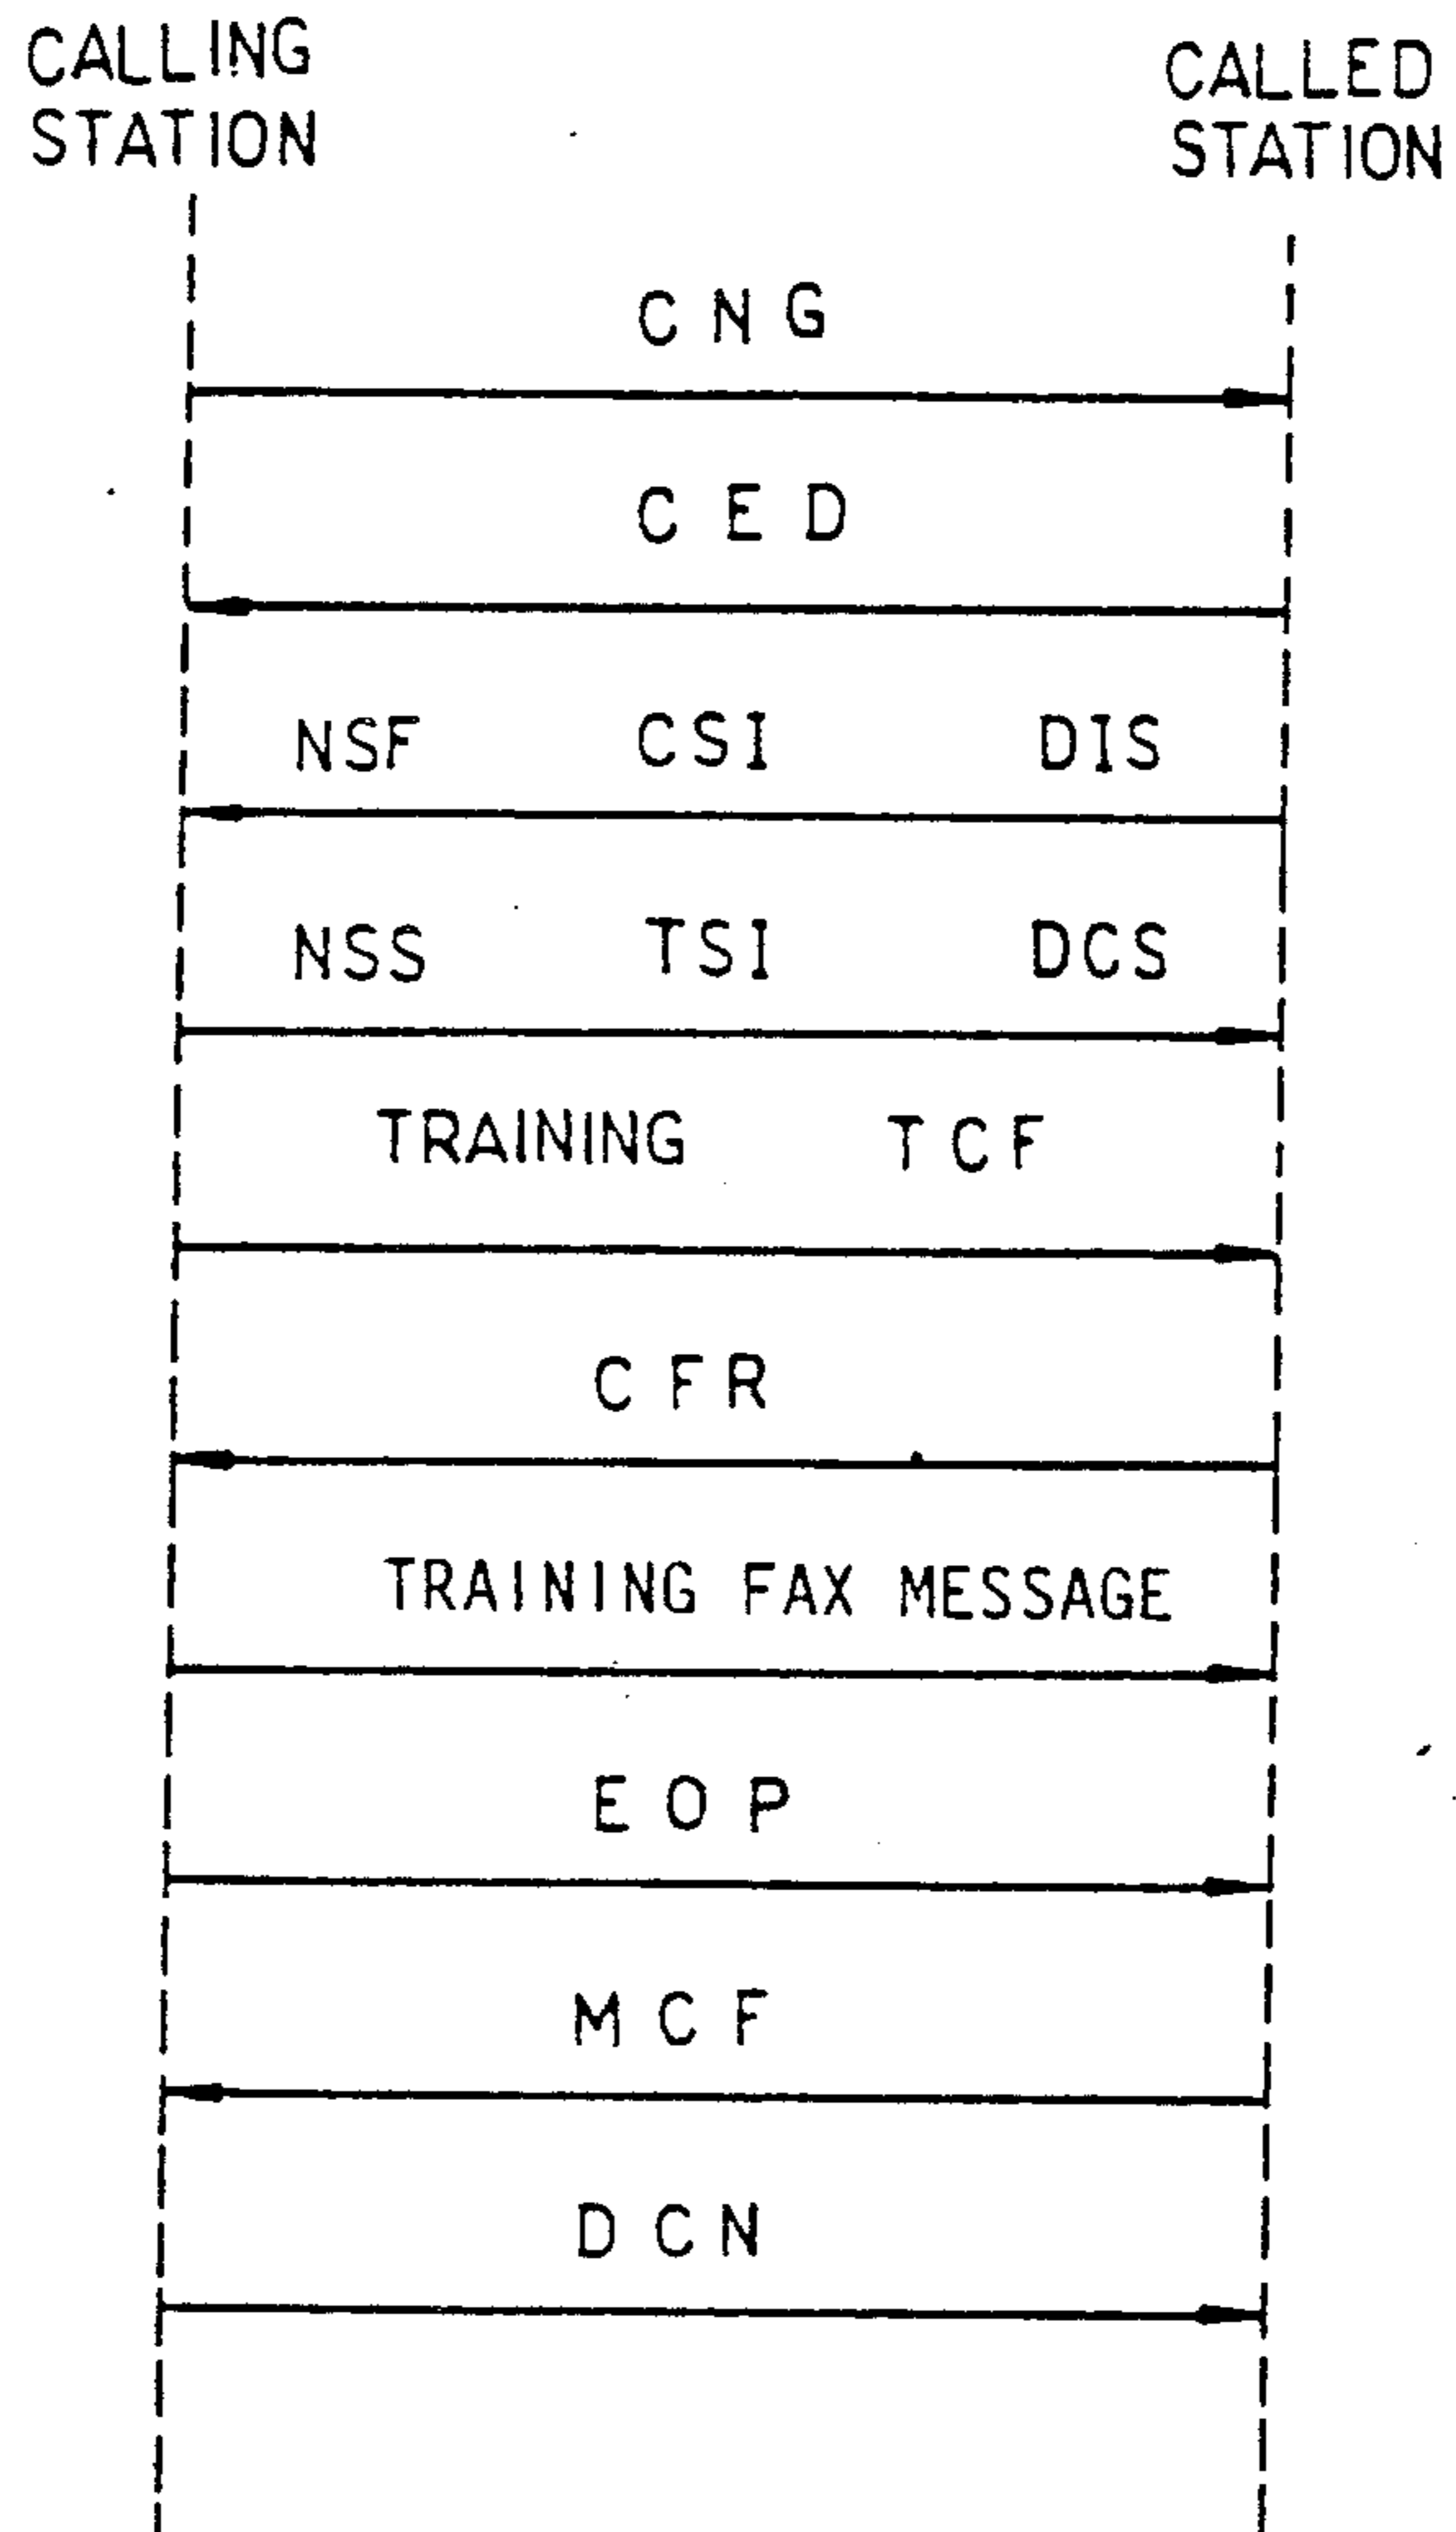 CALLING
STATION
CALLED
STATION
CNG
CED
NSF CSI DIS
NSS TSI DCS
TRAINING TCF
CFR
TRAINING FAX MESSAGE
EOP
MCF
DCN